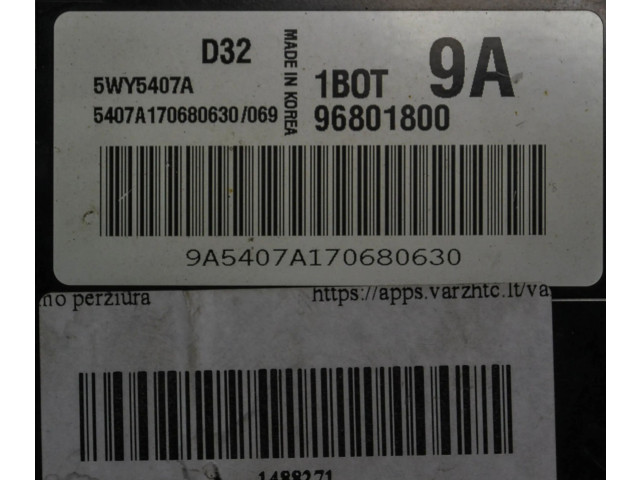 D32
5WY5407A
5407A170680630/069
MADE IN KOREA
1BOT
9A
96801800
9A5407A170680630
no peržiūra
https://apps.varzhtc.lt/va
1488271